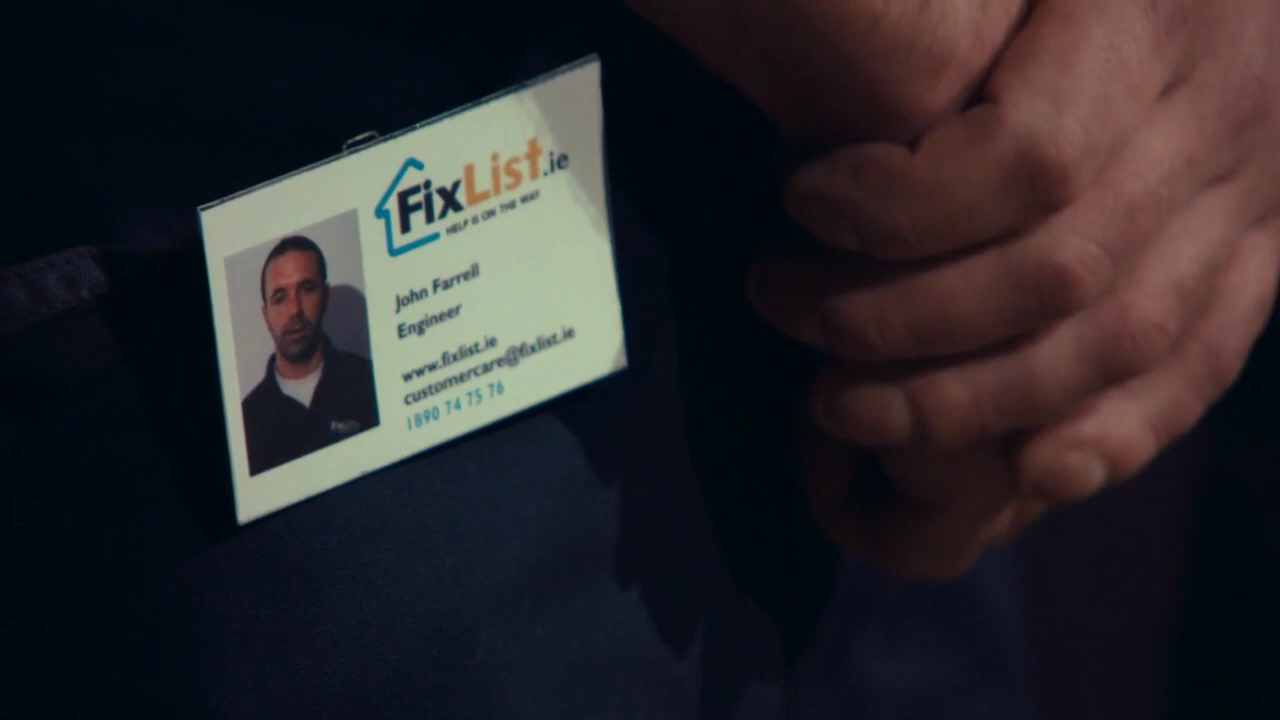 FixList.ie
HELP IS ON THE WAY
John Farrell
Engineer
www.fixlist.ie
customercare@fixlist.ie
1890 74 75 76